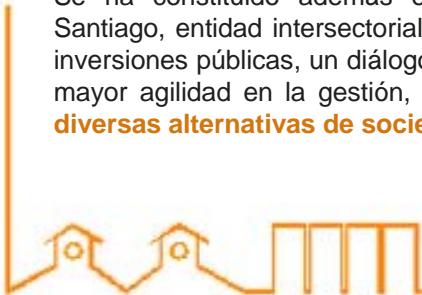 Se ha constituido además
Santiago, entidad intersectorial
inversiones públicas, un diálogo
mayor agilidad en la gestión,
diversas alternativas de socie